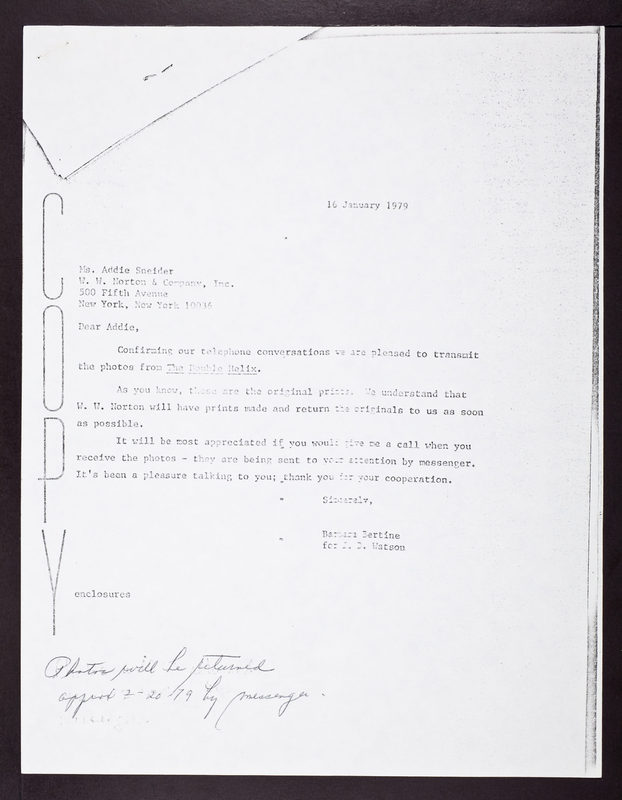 16 January 1979
COPY
Ms. Addie Sneider
W. W. Norton & Company, Inc.
500 Fifth Avenue
New York, New York 10036
Dear Addie,
Confirming our telephone conversations we are pleased to transmit
the photos from The Double Helix.
As you know, these are the original prints. We understand that
W. W. Norton will have prints made and return the originals to us as soon
as possible.
It will be most appreciated if you would give me a call when you
receive the photos - they are being sent to your attention by messenger.
It's been a pleasure talking to you; thank you for your cooperation.
Sincerely,
Barbara Bertine
for J. D. Watson
enclosures
Photos will be returned
approx 2-20-79 by messenger.